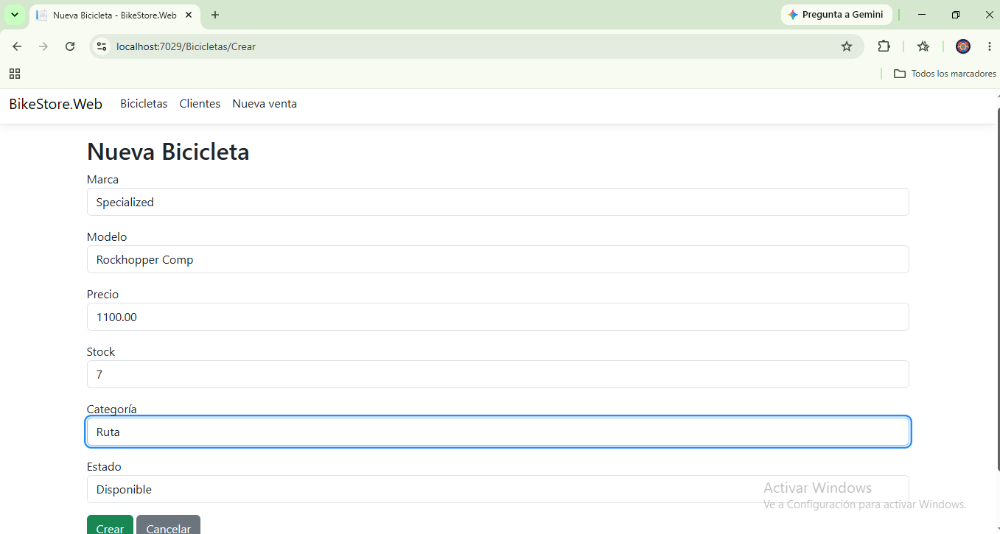 Nueva Bicicleta - BikeStore.Web
Pregunta a Gemini
localhost:7029/Bicicletas/Crear
Todos los marcadores
BikeStore.Web Bicicletas Clientes Nueva venta
Nueva Bicicleta
Marca
Specialized
Modelo
Rockhopper Comp
Precio
1100.00
Stock
7
Categoría
Ruta
Estado
Disponible
Activar Windows
Ve a Configuración para activar Windows.
Crear Cancelar